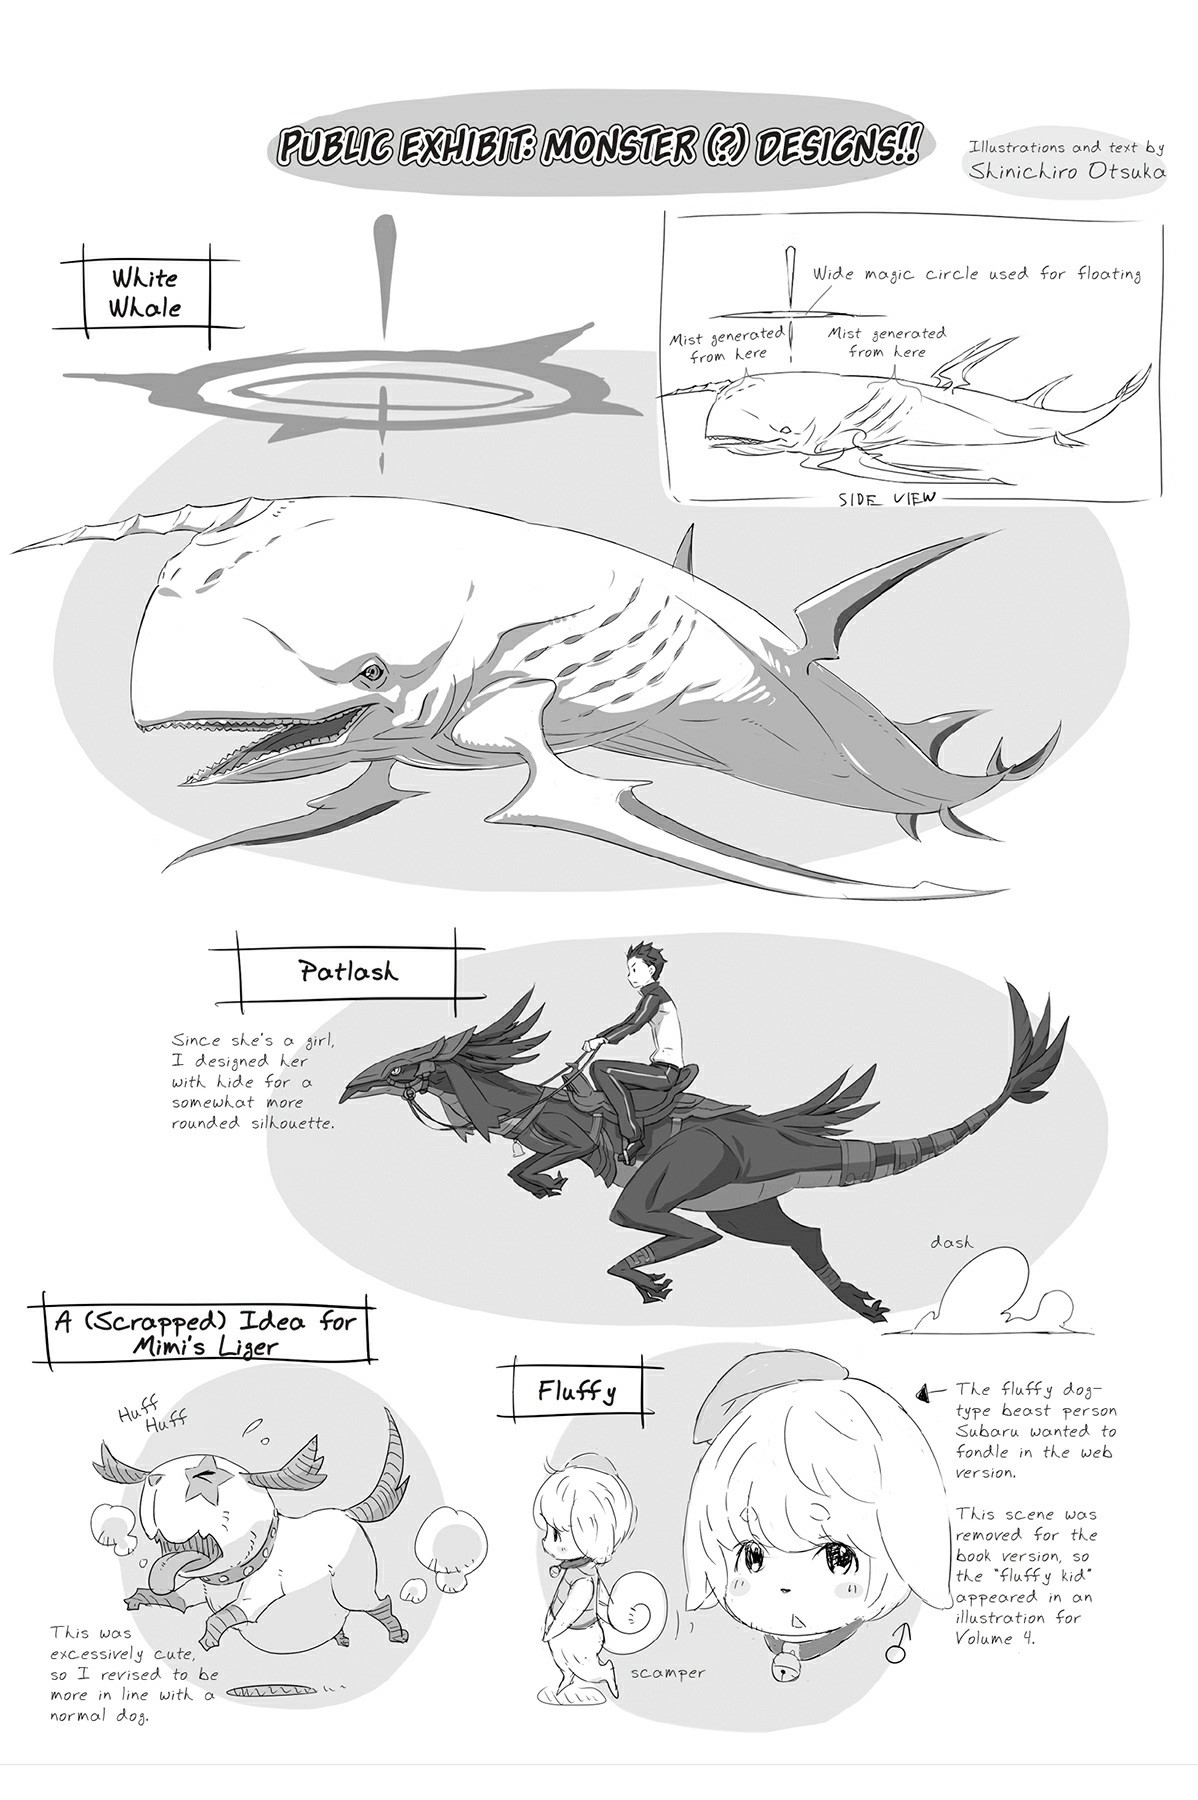 PUBLIC EXHIBIT: MONSTER (?) DESIGNS!!
Illustrations and text by
Shinichiro Otsuka
White
Whale
Wide magic circle used for floating
Mist generated
from here
Mist generated
from here
SIDE VIEW
Patlash
Since she's a girl,
I designed her
with hide for a
somewhat more
rounded silhouette.
dash
A (Scrapped) Idea for
Mimi's Liger
Huff
Huff
This was
excessively cute,
so I revised to be
more in line with a
normal dog.
Fluffy
scamper
The fluffy dog-
type beast person
Subaru wanted to
fondle in the web
version.
This scene was
removed for the
book version, so
the "fluffy kid"
appeared in an
illustration for
Volume 4.